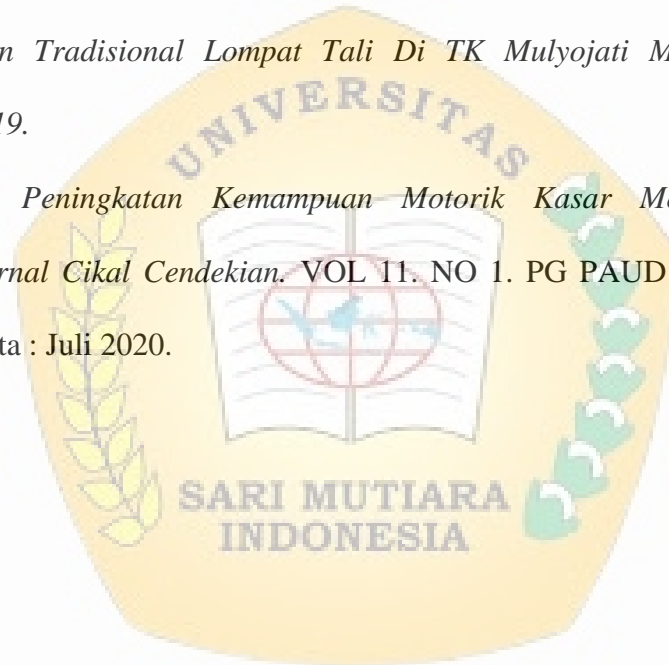 n Tradisional Lompat Tali Di TK Mulyojati M
19.
UNIVERSITAS
Peningkatan Kemampuan Motorik Kasar M
rnal Cikal Cendekian. VOL 11. NO 1. PG PAUD
ta : Juli 2020.
SARI MUTIARA
INDONESIA